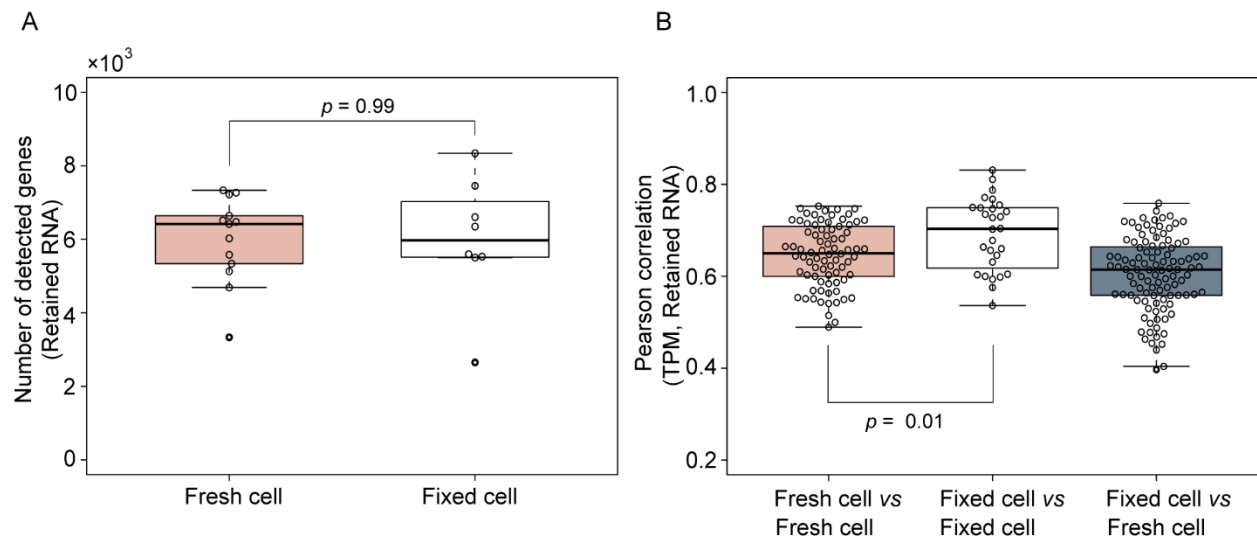 A
×10³
Number of detected genes
(Retained RNA)
10
8
6
4
2
0
p = 0.99
Fresh cell
Fixed cell
B
Pearson correlation
(TPM, Retained RNA)
1.0
0.8
0.6
0.4
0.2
p = 0.01
Fresh cell vs
Fresh cell
Fixed cell vs
Fixed cell
Fixed cell vs
Fresh cell